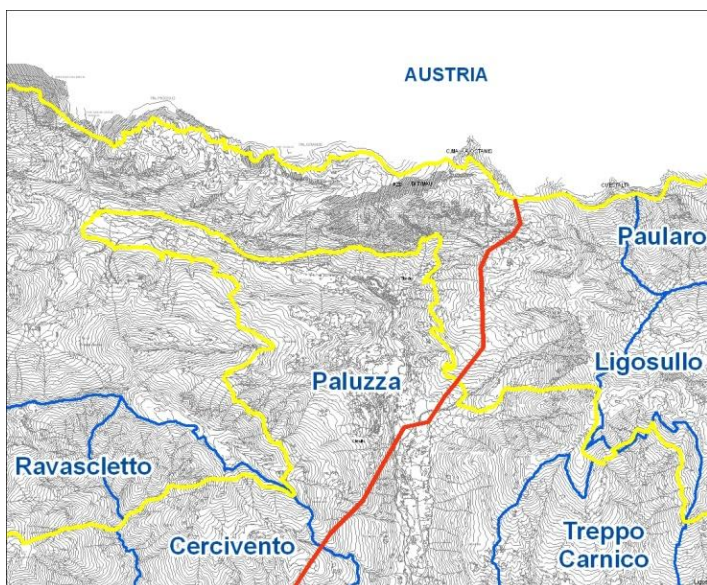 AUSTRIA
Paularo
Ligosullo
Paluzza
Ravascletto
Cercivento
Treppo
Carnico